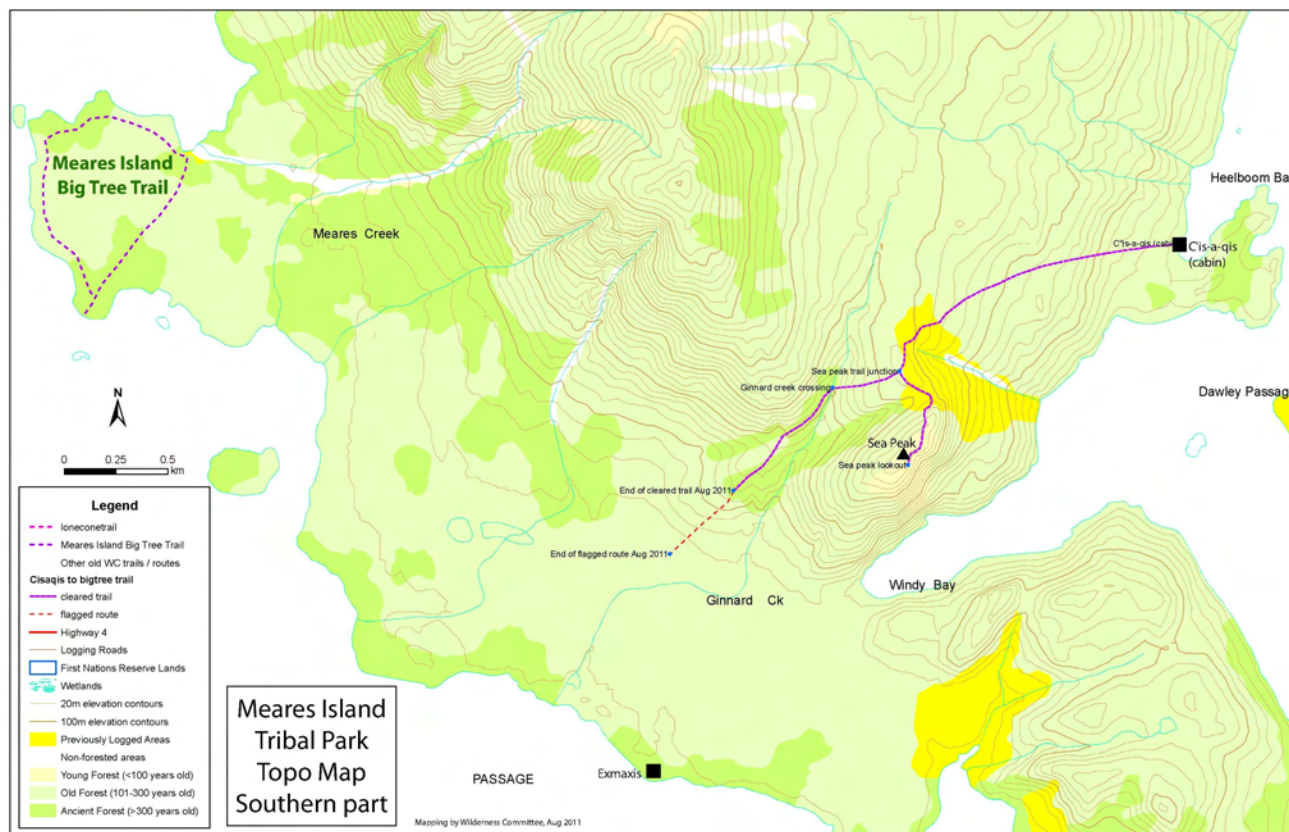 Meares Island
Big Tree Trail
Meares Creek
Heelboom Ba
C'is-a-qis (cabi
C'is-a-qis
(cabin)
Sea peak trail junction
Ginnard creek crossing
Dawley Passag
N
0 0.25 0.5
km
Sea Peak
Sea peak lookout
End of cleared trail Aug 2011
End of flagged route Aug 2011
Windy Bay
Ginnard Ck
Legend
loneconetrail
Meares Island Big Tree Trail
Other old WC trails / routes
Cisaqis to bigtree trail
cleared trail
flagged route
Highway 4
Logging Roads
First Nations Reserve Lands
Wetlands
20m elevation contours
100m elevation contours
Previously Logged Areas
Non-forested areas
Young Forest (<100 years old)
Old Forest (101-300 years old)
Ancient Forest (>300 years old)
Meares Island
Tribal Park
Topo Map
Southern part
PASSAGE
Exmaxis
Mapping by Wilderness Committee, Aug 2011